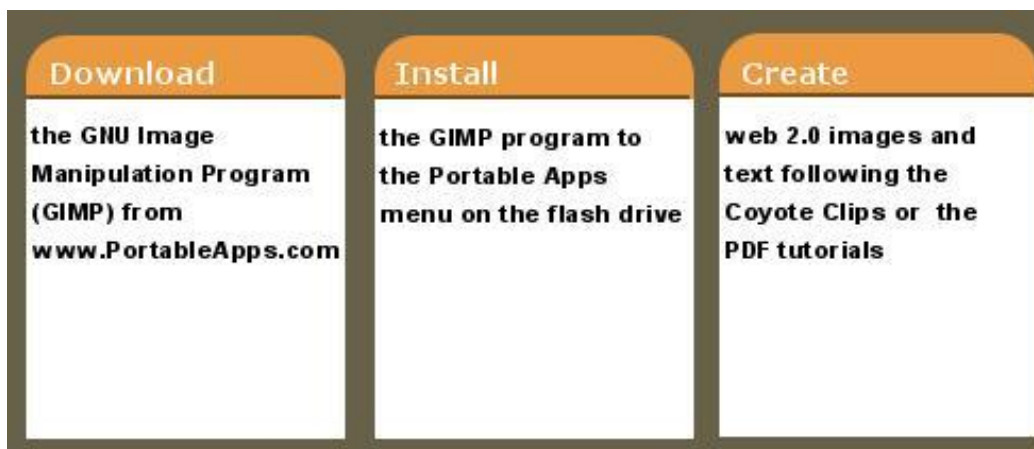 Download
the GNU Image
Manipulation Program
(GIMP) from
www.PortableApps.com
Install
the GIMP program to
the Portable Apps
menu on the flash drive
Create
web 2.0 images and
text following the
Coyote Clips or  the
PDF tutorials